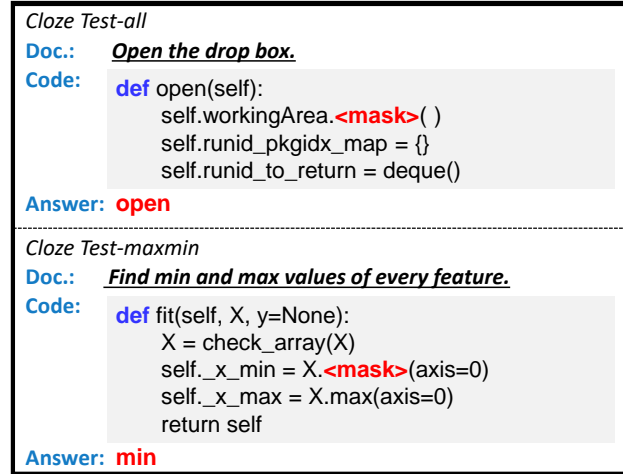 Cloze Test-all
Doc.: Open the drop box.
Code: def open(self):
self.workingArea.<mask>( )
self.runid_pkgidx_map = {}
self.runid_to_return = deque()
Answer: open
Cloze Test-maxmin
Doc.: Find min and max values of every feature.
Code: def fit(self, X, y=None):
X = check_array(X)
self._x_min = X.<mask>(axis=0)
self._x_max = X.max(axis=0)
return self
Answer: min